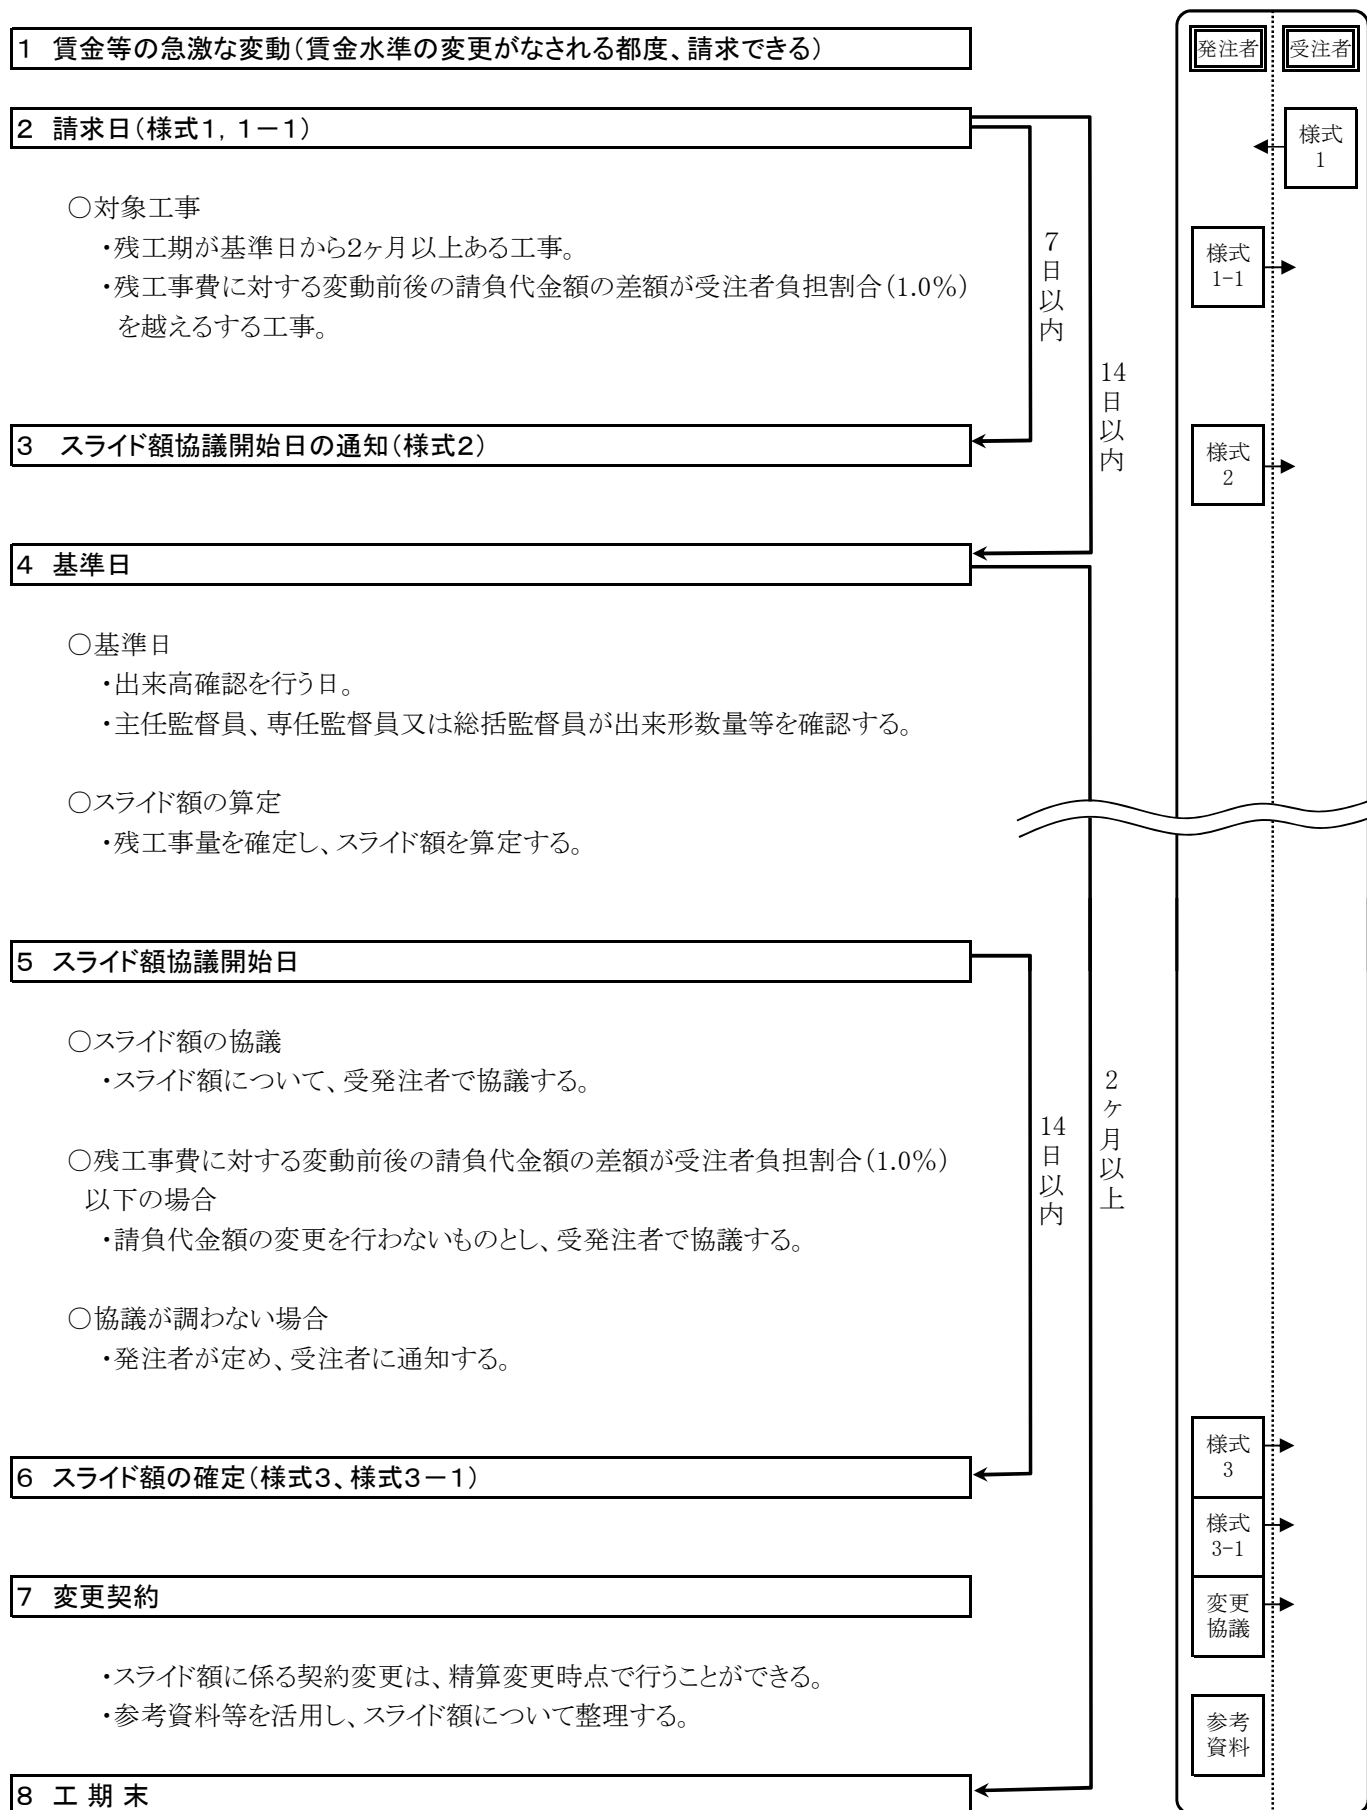 1 賃金等の急激な変動(賃金水準の変更がなされる都度、請求できる)
発注者
受注者
2 請求日(様式1，1－1)
様式
1
○対象工事
・残工期が基準日から2ヶ月以上ある工事。
・残工事費に対する変動前後の請負代金額の差額が受注者負担割合(1.0%)
を越えるする工事。
7日以内
様式
1-1
14日以内
3 スライド額協議開始日の通知(様式2)
様式
2
4 基準日
○基準日
・出来高確認を行う日。
・主任監督員、専任監督員又は総括監督員が出来形数量等を確認する。
○スライド額の算定
・残工事量を確定し、スライド額を算定する。
5 スライド額協議開始日
○スライド額の協議
・スライド額について、受発注者で協議する。
○残工事費に対する変動前後の請負代金額の差額が受注者負担割合(1.0%)
以下の場合
・請負代金額の変更を行わないものとし、受発注者で協議する。
14日以内
2ヶ月以上
○協議が調わない場合
・発注者が定め、受注者に通知する。
6 スライド額の確定(様式3、様式3－1)
様式
3
様式
3-1
7 変更契約
変更
協議
・スライド額に係る契約変更は、精算変更時点で行うことができる。
・参考資料等を活用し、スライド額について整理する。
参考
資料
8 工 期 末